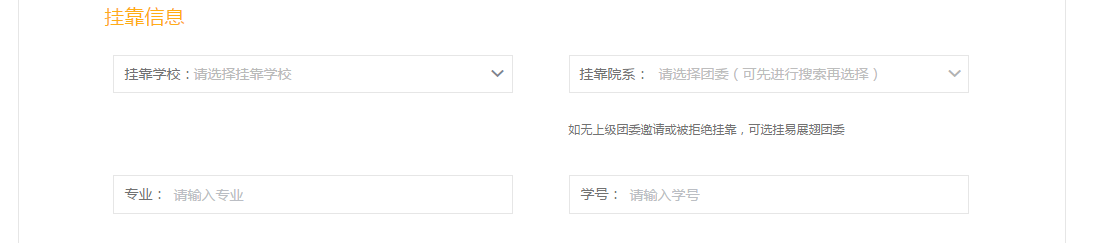 挂靠信息
挂靠学校：请选择挂靠学校
挂靠院系： 请选择团委（可先进行搜索再选择）
如无上级团委邀请或被拒绝挂靠，可选挂易展翅团委
专业： 请输入专业
学号： 请输入学号